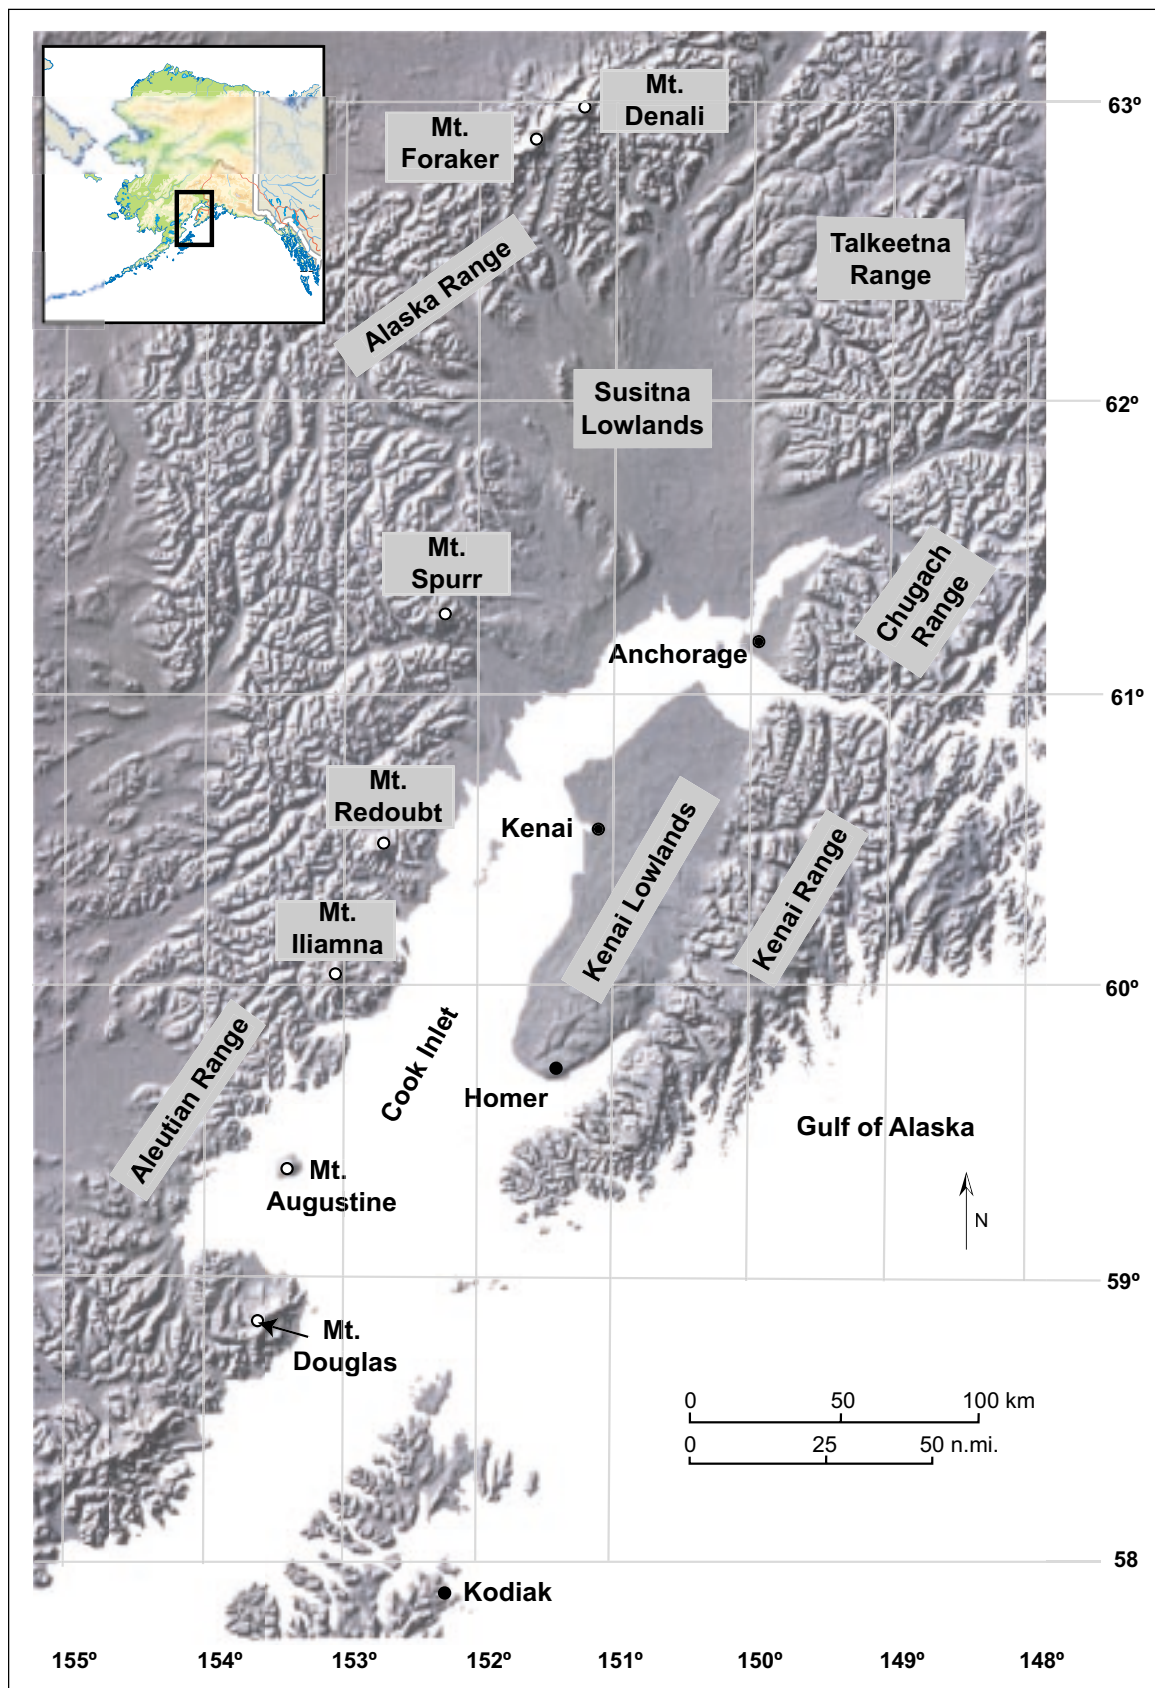 Mt.
Denali
63º
Mt.
Foraker
Talkeetna
Range
Alaska Range
Susitna
Lowlands
62º
Mt.
Spurr
Chugach
Range
Anchorage
61º
Mt.
Redoubt
Kenai
Kenai Lowlands
Kenai Range
Mt.
Iliamna
60º
Cook Inlet
Aleutian Range
Homer
Gulf of Alaska
Mt.
Augustine
N
59º
Mt.
Douglas
0 50 100 km
0 25 50 n.mi.
58
Kodiak
155º 154º 153º 152º 151º 150º 149º 148º